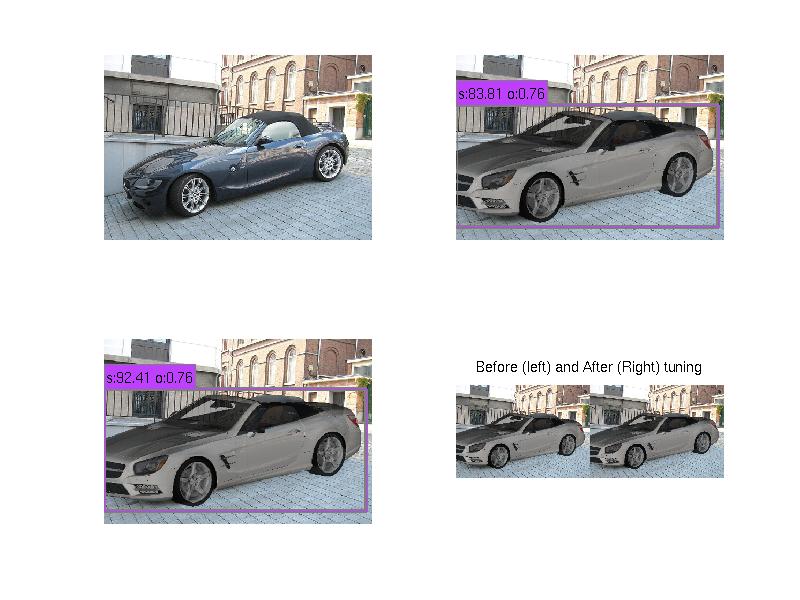 s:83.81 o:0.76
s:92.41 o:0.76
Before (left) and After (Right) tuning